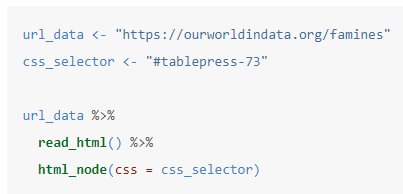 url_data <- "https://ourworldindata.org/famines"
css_selector <- "#tablepress-73"
url_data %>%
read_html() %>%
html_node(css = css_selector)